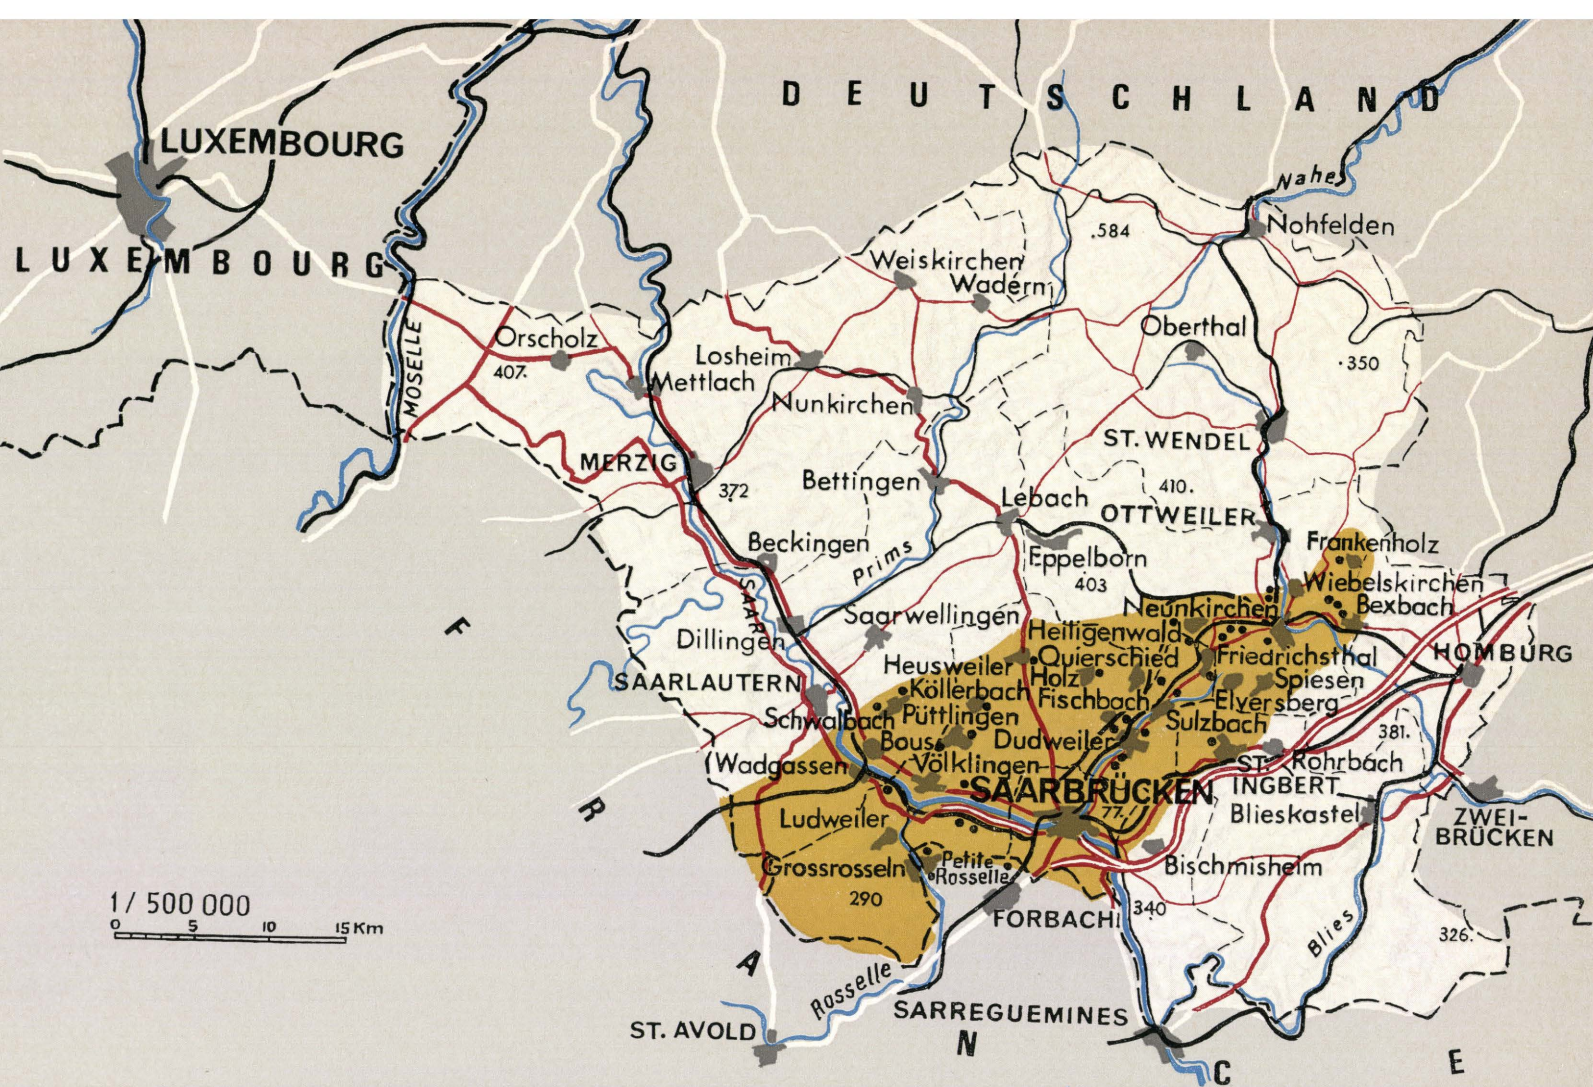 DEUTSCHLAND
LUXEMBOURG
LUXEMBOURG
Nahe
Nohfelden
.584
Weiskirchen
Wadern
MOSELLE
Orscholz
407.
Mettlach
Losheim
Nunkirchen
Oberthal
.350
ST. WENDEL
MERZIG
372
Bettingen
Lebach
410.
OTTWEILER
Beckingen
Prims
Eppelborn
403
Frankenholz
Wiebelskirchen
Bexbach
SAAR
Dillingen
Saarwellingen
Neunkirchen
Heiligenwald
Heusweiler
Quierschied
Friedrichsthal
HOMBURG
SAARLAUTERN
Köllerbach
Holz
Fischbach
Spiesen
Elversberg
Schwalbach
Püttlingen
Sulzbach
381.
Bous
Dudweiler
Wadgassen
Völklingen
ST.
INGBERT
Rohrbach
SAARBRÜCKEN
77.
Blieskastel
ZWEI-
BRÜCKEN
Ludweiler
Grossrosseln
Petite
Rosselle
Bischmisheim
290
FORBACH
340
Blies
326.
1/ 500 000
0 5 10 15 Km
Rosselle
SARREGUEMINES
ST. AVOLD
FRANCE